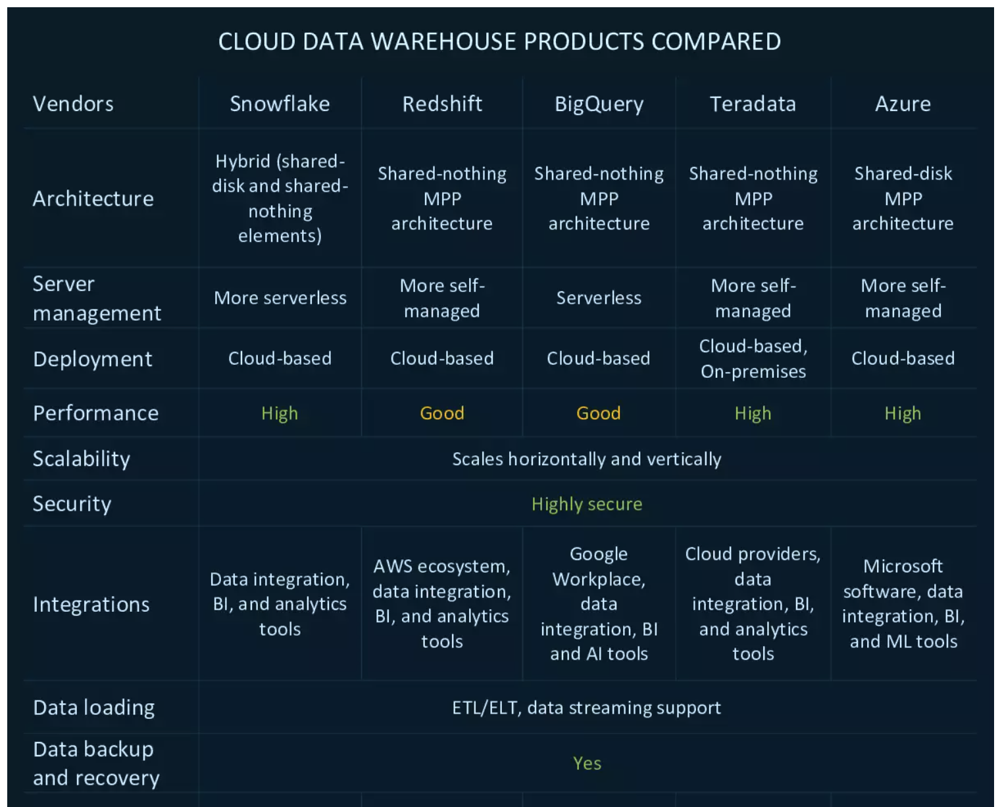 CLOUD DATA WAREHOUSE PRODUCTS COMPARED
Vendors
Snowflake
Redshift
BigQuery
Teradata
Azure
Architecture
Hybrid (shared-
disk and shared-
nothing
elements)
Shared-nothing
MPP
architecture
Shared-nothing
MPP
architecture
Shared-nothing
MPP
architecture
Shared-disk
MPP
architecture
Server
management
More serverless
More self-
managed
Serverless
More self-
managed
More self-
managed
Deployment
Cloud-based
Cloud-based
Cloud-based
Cloud-based,
On-premises
Cloud-based
Performance
High
Good
Good
High
High
Scalability
Scales horizontally and vertically
Security
Highly secure
Integrations
Data integration,
BI, and analytics
tools
AWS ecosystem,
data integration,
BI, and analytics
tools
Google
Workplace,
data
integration, BI
and AI tools
Cloud providers,
data
integration, BI,
and analytics
tools
Microsoft
software, data
integration, BI,
and ML tools
Data loading
ETL/ELT, data streaming support
Data backup
and recovery
Yes